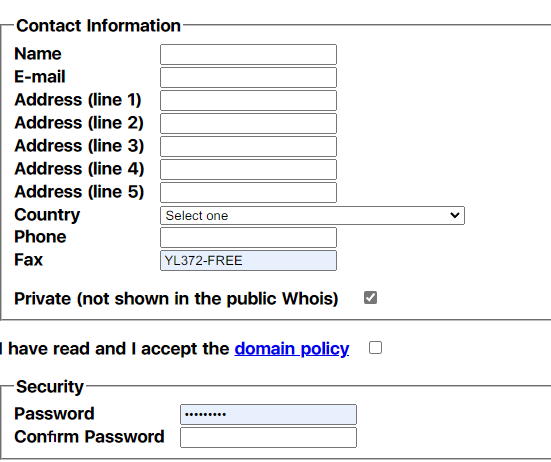 Contact Information
Name
E-mail
Address (line 1)
Address (line 2)
Address (line 3)
Address (line 4)
Address (line 5)
Country Select one
Phone
Fax YL372-FREE
Private (not shown in the public Whois)
I have read and I accept the domain policy
Security
Password •••••••••
Confirm Password